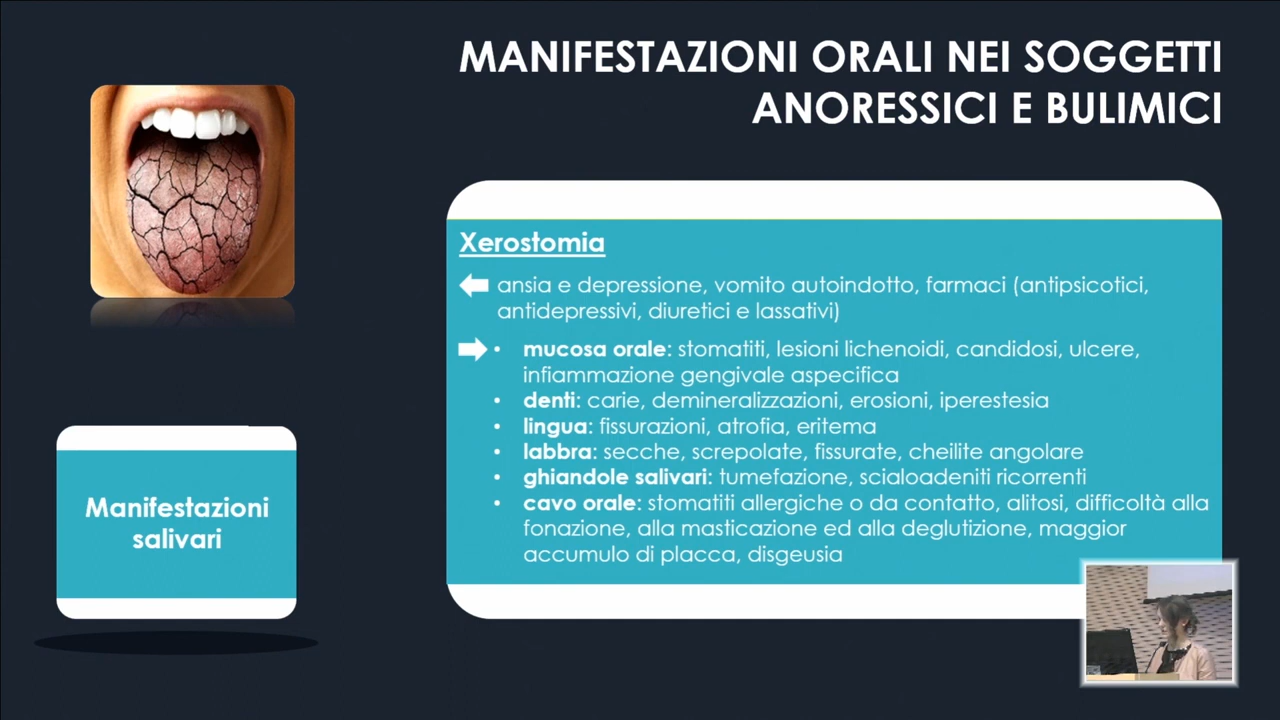 MANIFESTAZIONI ORALI NEI SOGGETTI
ANORESSICI E BULIMICI
Xerostomia
ansia e depressione, vomito autoindotto, farmaci (antipsicotici,
antidepressivi, diuretici e lassativi)
• mucosa orale: stomatiti, lesioni lichenoidi, candidosi, ulcere,
infiammazione gengivale aspecifica
• denti: carie, demineralizzazioni, erosioni, iperestesia
• lingua: fissurazioni, atrofia, eritema
• labbra: secche, screpolate, fissurate, cheilite angolare
• ghiandole salivari: tumefazione, scialoadeniti ricorrenti
• cavo orale: stomatiti allergiche o da contatto, alitosi, difficoltà alla
fonazione, alla masticazione ed alla deglutizione, maggior
accumulo di placca, disgeusia
Manifestazioni
salivari